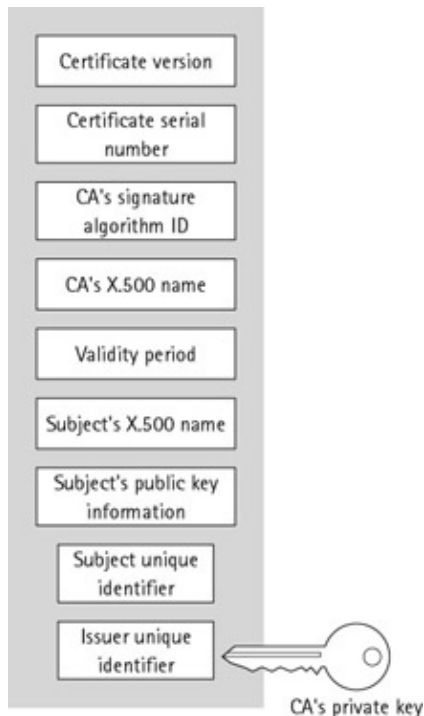 Certificate version
Certificate serial
number
CA's signature
algorithm ID
CA's X.500 name
Validity period
Subject's X.500 name
Subject's public key
information
Subject unique
identifier
Issuer unique
identifier
CA's private key